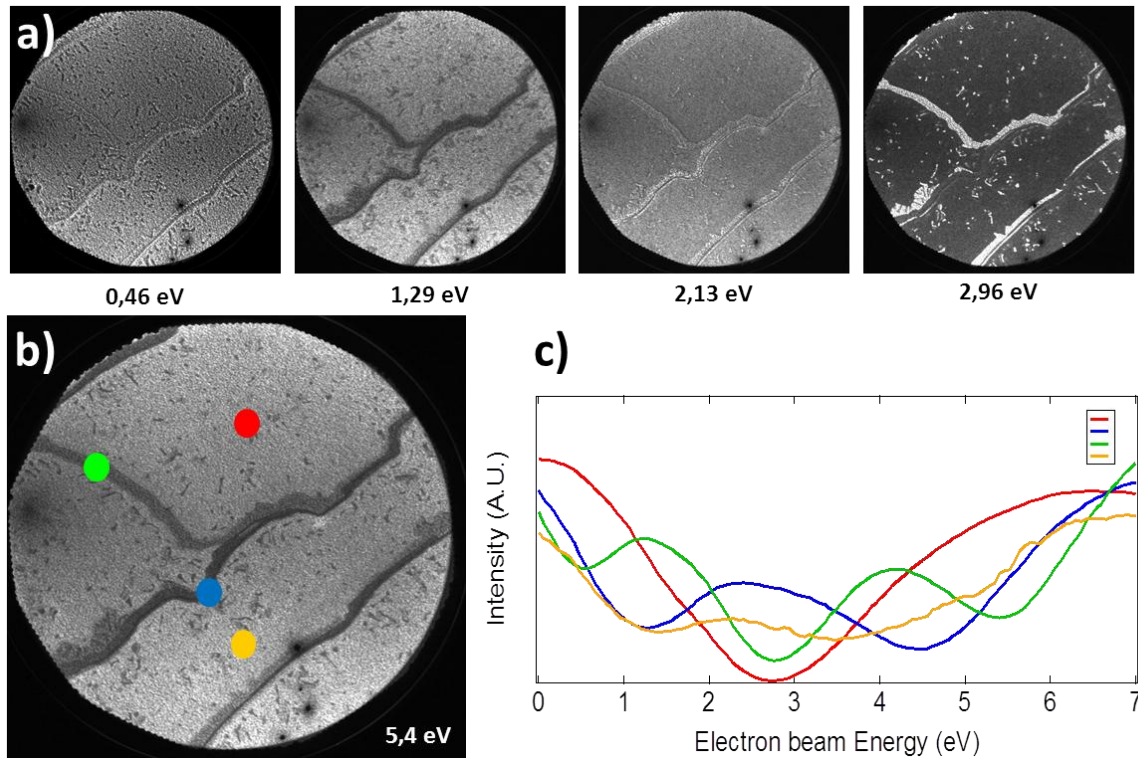 a)
0,46 eV
1,29 eV
2,13 eV
2,96 eV
b)
5,4 eV
c)
Intensity (A.U.)
0 1 2 3 4 5 6 7
Electron beam Energy (eV)